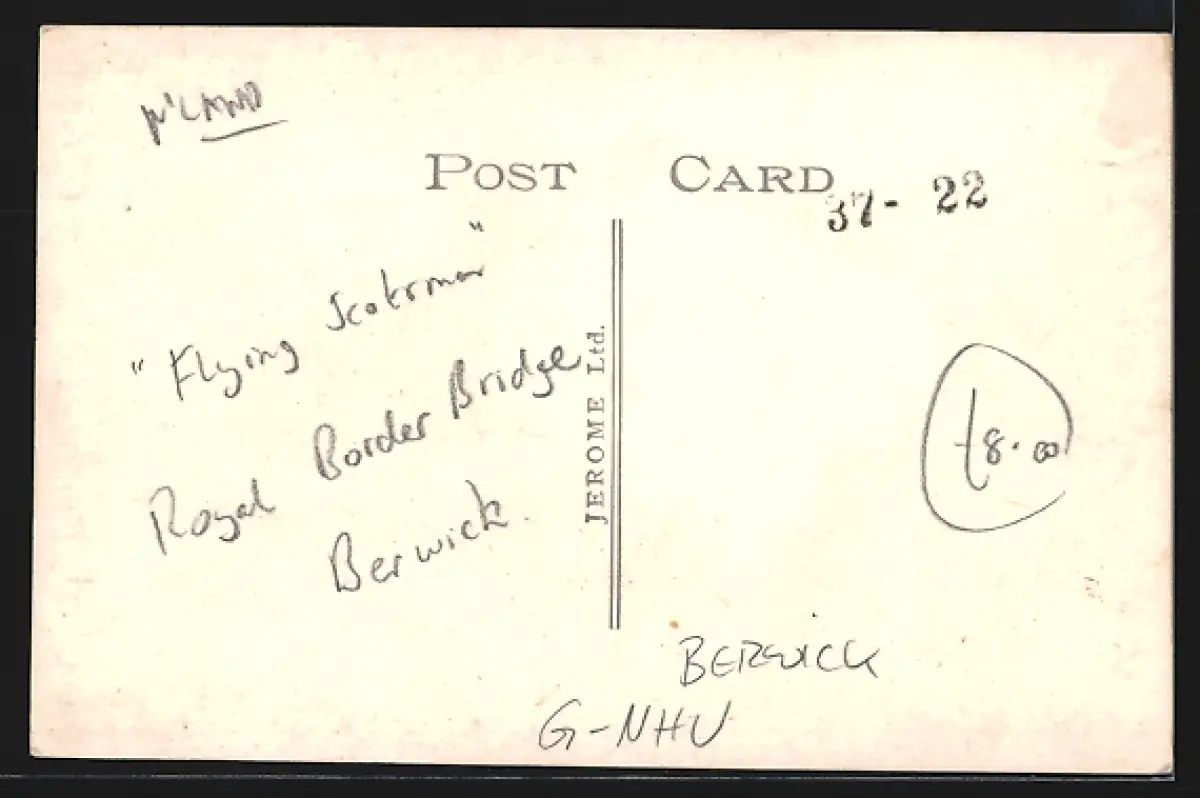 N'LAND
POST CARD
37- 22
"Flying Scotsman"
Royal Border Bridge
Berwick.
JEROME Ltd.
£8.00
BERWICK
G-NHU